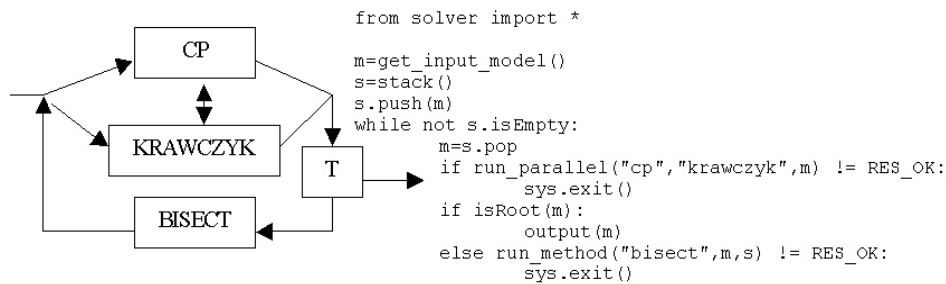 CP
KRAWCZYK
T
BISECT
from solver import *
m=get_input_model()
s=stack()
s.push(m)
while not s.isEmpty:
m=s.pop
if run_parallel("cp","krawczyk",m) != RES_OK:
sys.exit()
if isRoot(m):
output(m)
else run_method("bisect",m,s) != RES_OK:
sys.exit()